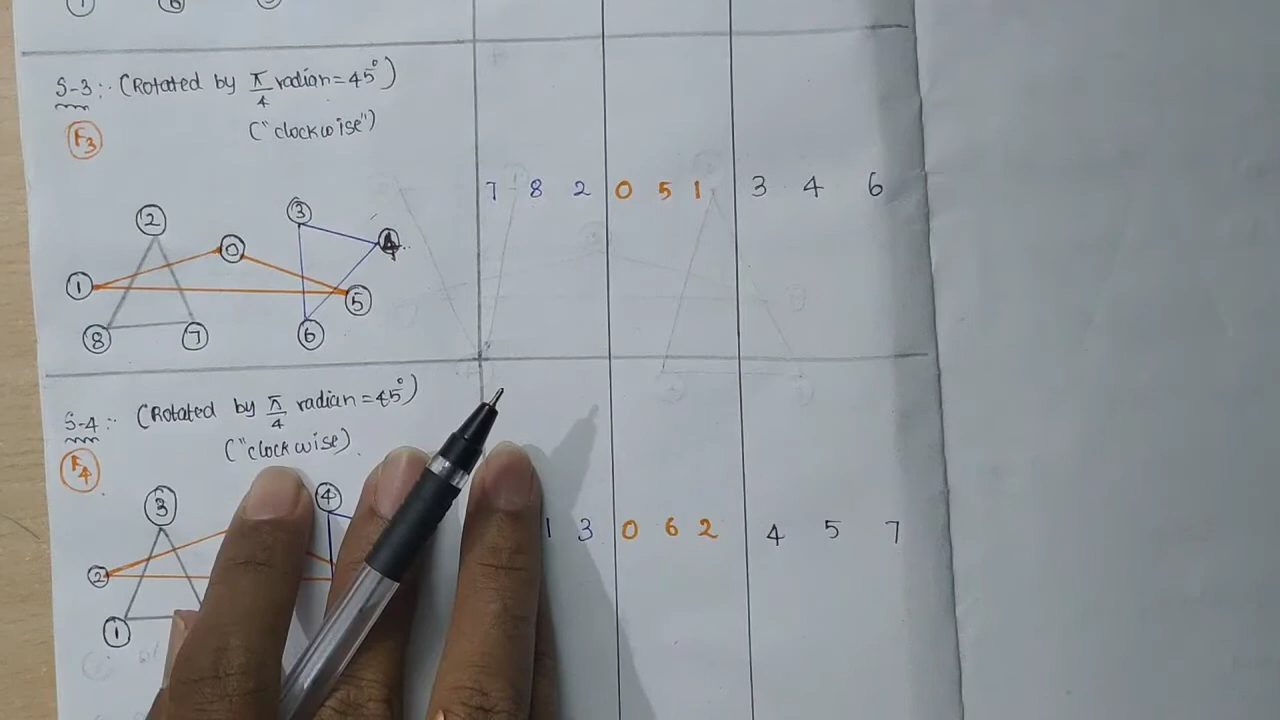 S-3:. (Rotated by π/4 radian=45°)
("clockwise")
F3
7 8 2 0 5 1 3 4 6
2
3
0
4
1
5
8
7
6
S-4:: (Rotated by π/4 radian=45°)
("clockwise).
F4
3
4
1 3 0 6 2 4 5 7
2
1